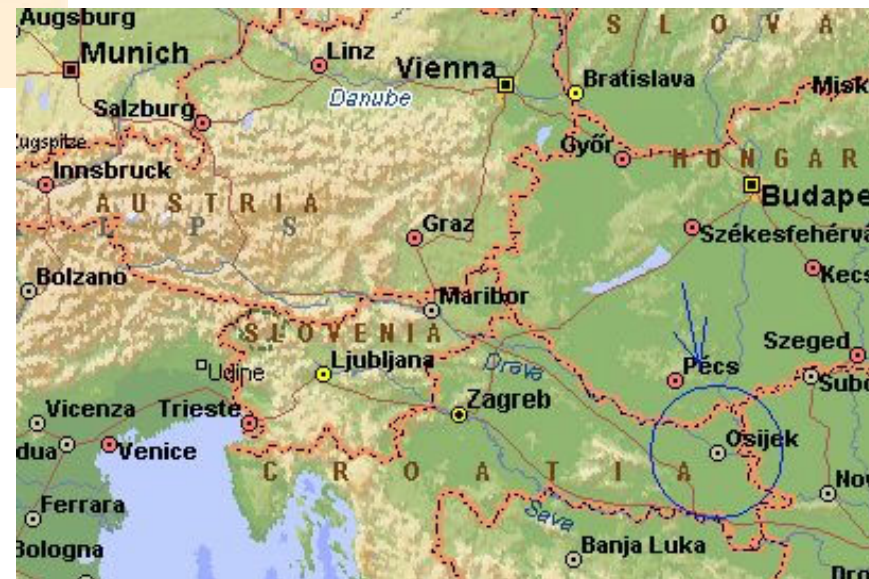 Augsburg
S L O V A
Munich
Linz
Vienna
Bratislava
Danube
Misk
Salzburg
Zugspitze
Győr
H U N G A R
Innsbruck
Budape
A U S T R I A
L P S
Graz
Székesfehérvá
Bolzano
Kecs
Maribor
S L O V E N I A
Szeged
Ljubljana
Drava
Pécs
Udine
Subo
Vicenza
Trieste
Zagreb
Osijek
dua
Venice
C R O A T I A
Nov
Ferrara
Sava
Banja Luka
Bologna
Dro